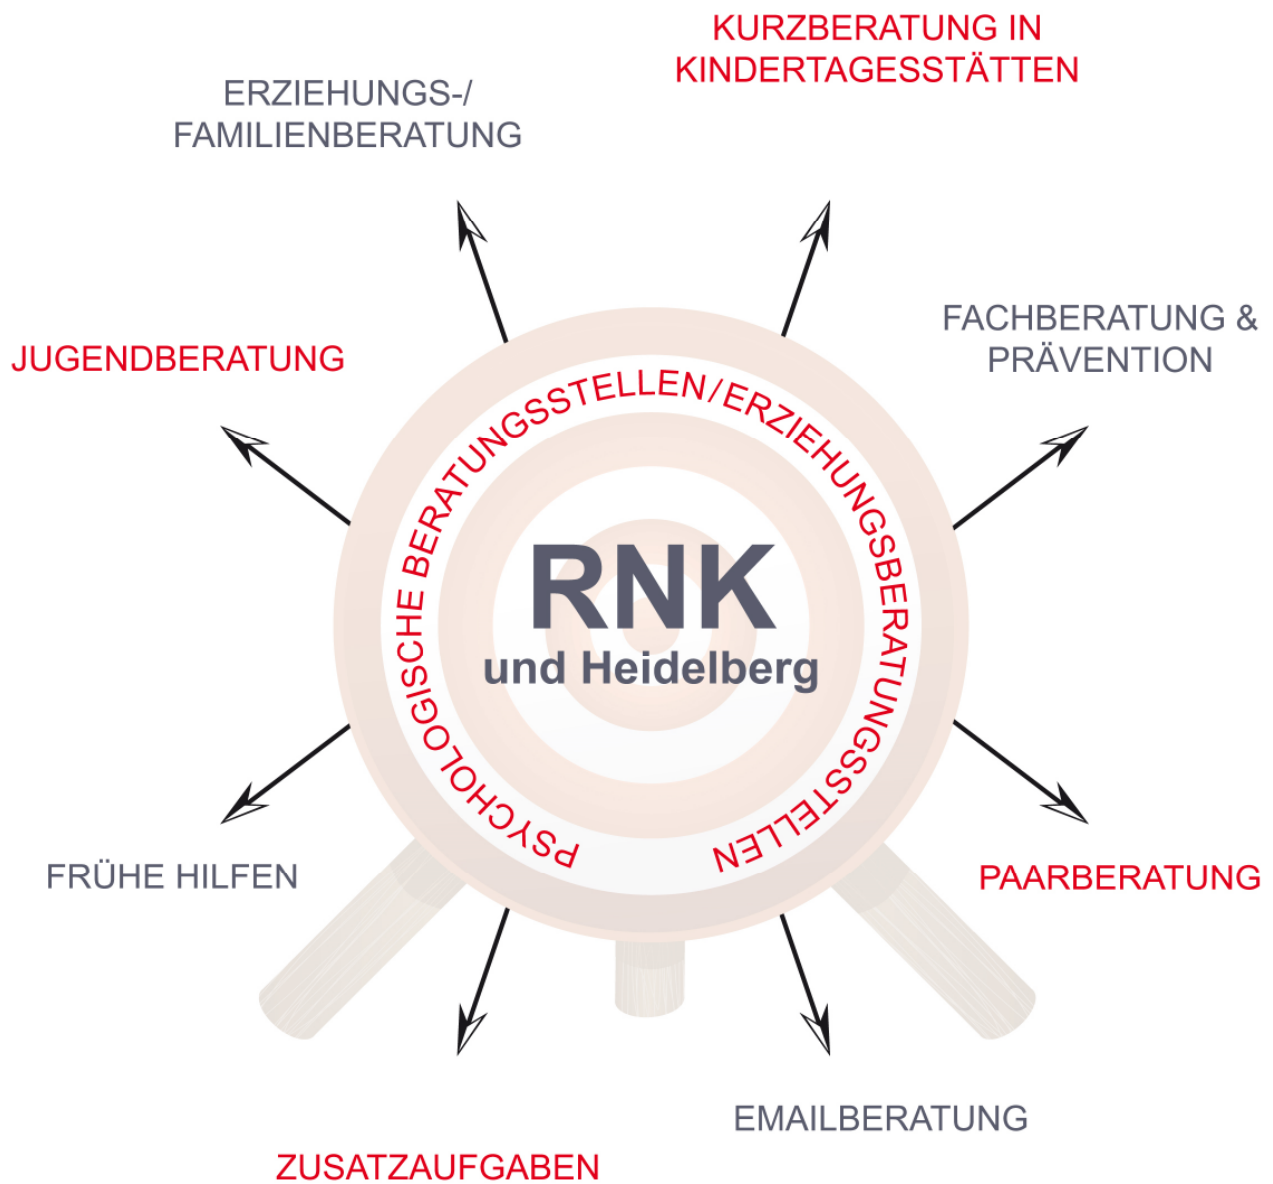 KURZBERATUNG IN
KINDERTAGESSTÄTTEN
ERZIEHUNGS-/
FAMILIENBERATUNG
FACHBERATUNG &
PRÄVENTION
JUGENDBERATUNG
PSYCHOLOGISCHE BERATUNGSSTELLEN/ERZIEHUNGSBERATUNGSSTELLEN
RNK
und Heidelberg
FRÜHE HILFEN
PAARBERATUNG
EMAILBERATUNG
ZUSATZAUFGABEN